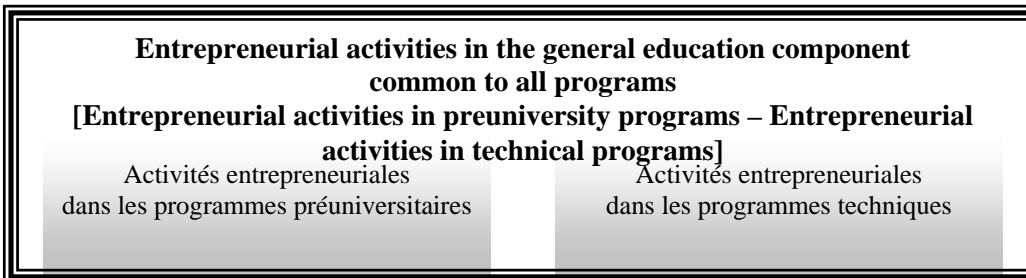 Entrepreneurial activities in the general education component
common to all programs
[Entrepreneurial activities in preuniversity programs – Entrepreneurial
activities in technical programs]
Activités entrepreneuriales
dans les programmes préuniversitaires
Activités entrepreneuriales
dans les programmes techniques